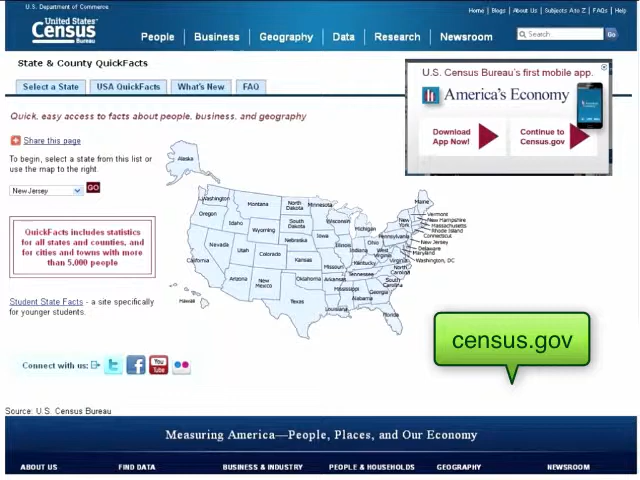 U.S. Department of Commerce
Home | Blogs | About Us | Subjects A to Z | FAQs | Help
United States™
Census
Bureau
People
Business
Geography
Data
Research
Newsroom
Search
Go
State & County QuickFacts
Select a State
USA QuickFacts
What's New
FAQ
U.S. Census Bureau's first mobile app.
America's Economy
Download
App Now!
Continue to
Census.gov
Quick, easy access to facts about people, business, and geography
Share this page
To begin, select a state from this list or
use the map to the right.
New Jersey
GO
QuickFacts includes statistics
for all states and counties, and
for cities and towns with more
than 5,000 people
Student State Facts - a site specifically
for younger students.
Alaska
Washington
Montana
North
Dakota
Minnesota
Maine
Oregon
Idaho
South
Dakota
Wisconsin
Michigan
New
York
Vermont
New Hampshire
Massachusetts
Rhode Island
Connecticut
New Jersey
Delaware
Maryland
Washington, DC
Wyoming
Nebraska
Iowa
Pennsylvania
Nevada
Utah
Colorado
Kansas
Illinois
Indiana
Ohio
West
Virginia
Virginia
California
Missouri
Kentucky
North
Carolina
Arizona
New
Mexico
Oklahoma
Arkansas
Tennessee
South
Carolina
Mississippi
Alabama
Georgia
Hawaii
Texas
Louisiana
Florida
census.gov
Connect with us:
You
Tube
Source: U.S. Census Bureau
Measuring America—People, Places, and Our Economy
ABOUT US
FIND DATA
BUSINESS & INDUSTRY
PEOPLE & HOUSEHOLDS
GEOGRAPHY
NEWSROOM